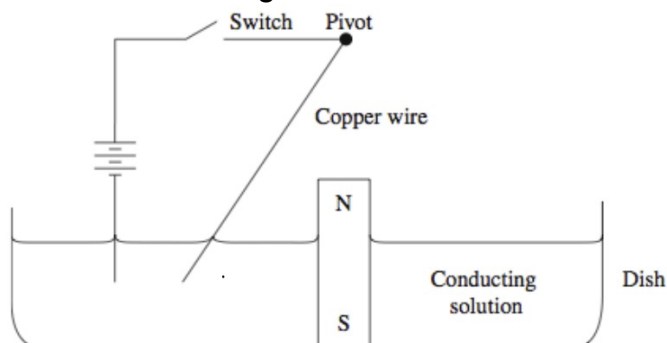 Switch Pivot
Copper wire
N
Conducting
solution
Dish
S